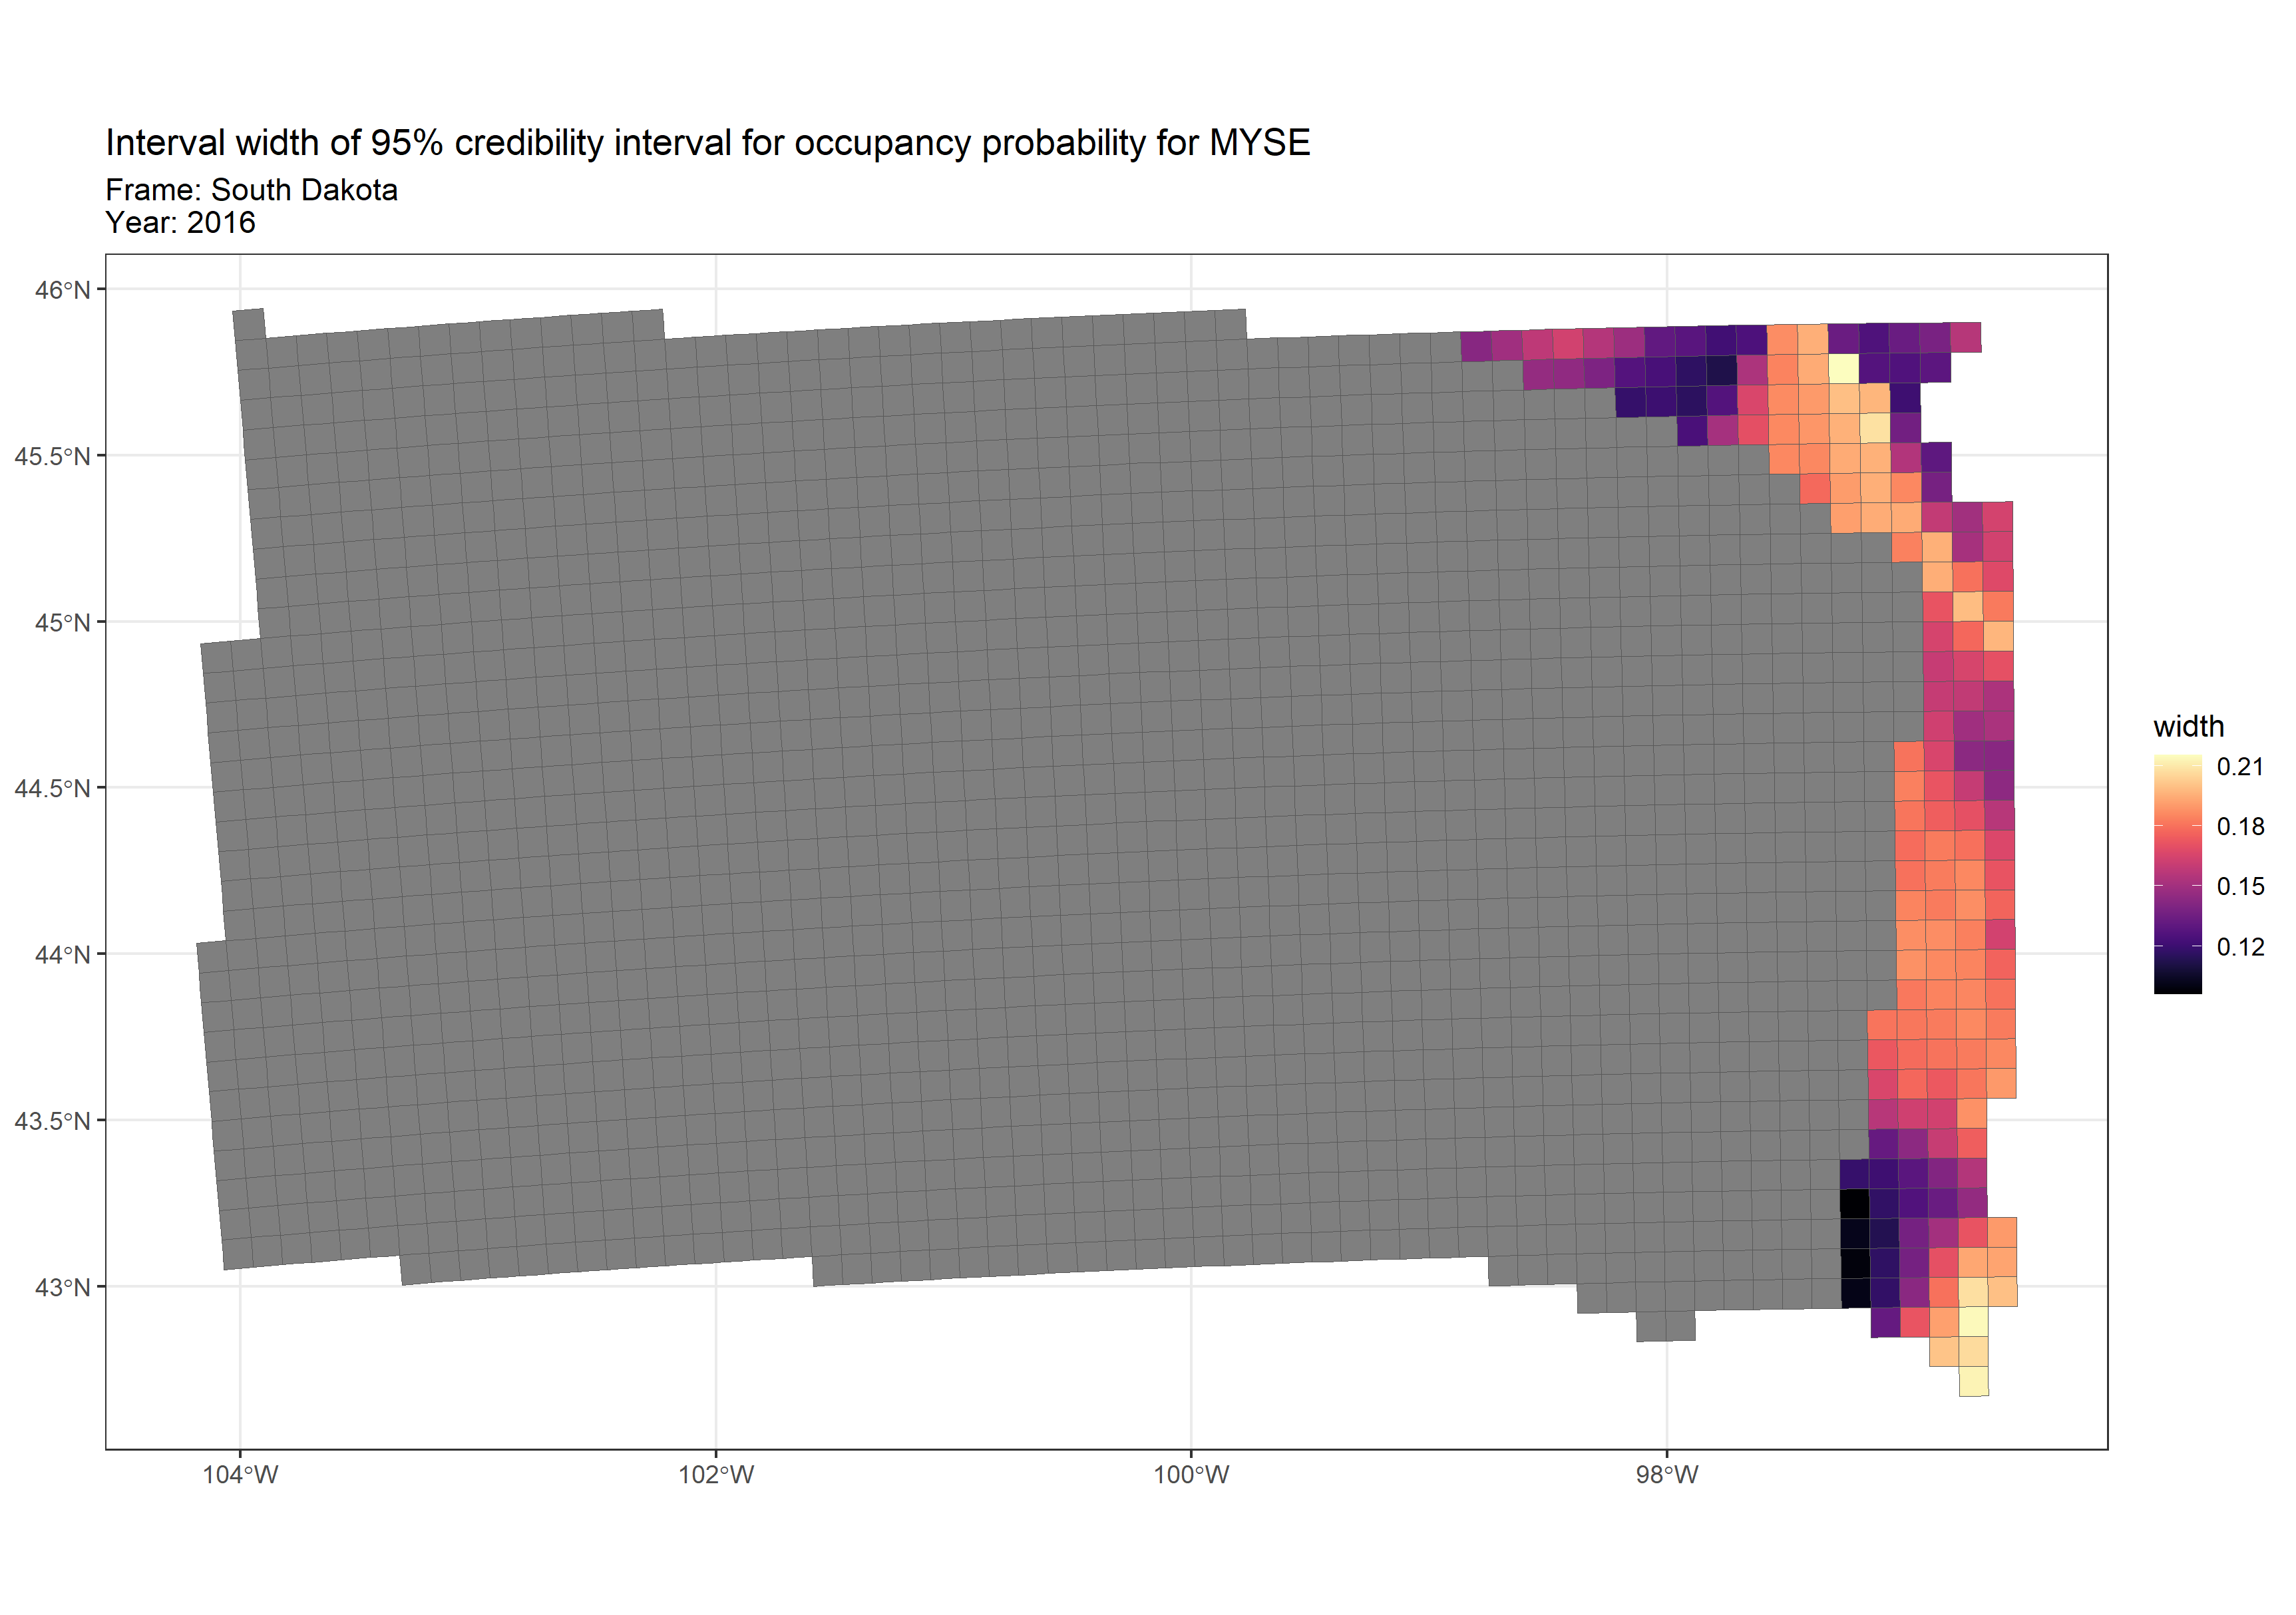 Interval width of 95% credibility interval for occupancy probability for MYSE
Frame: South Dakota
Year: 2016
46°N
45.5°N
45°N
44.5°N
44°N
43.5°N
43°N
104°W
102°W
100°W
98°W
width
0.21
0.18
0.15
0.12